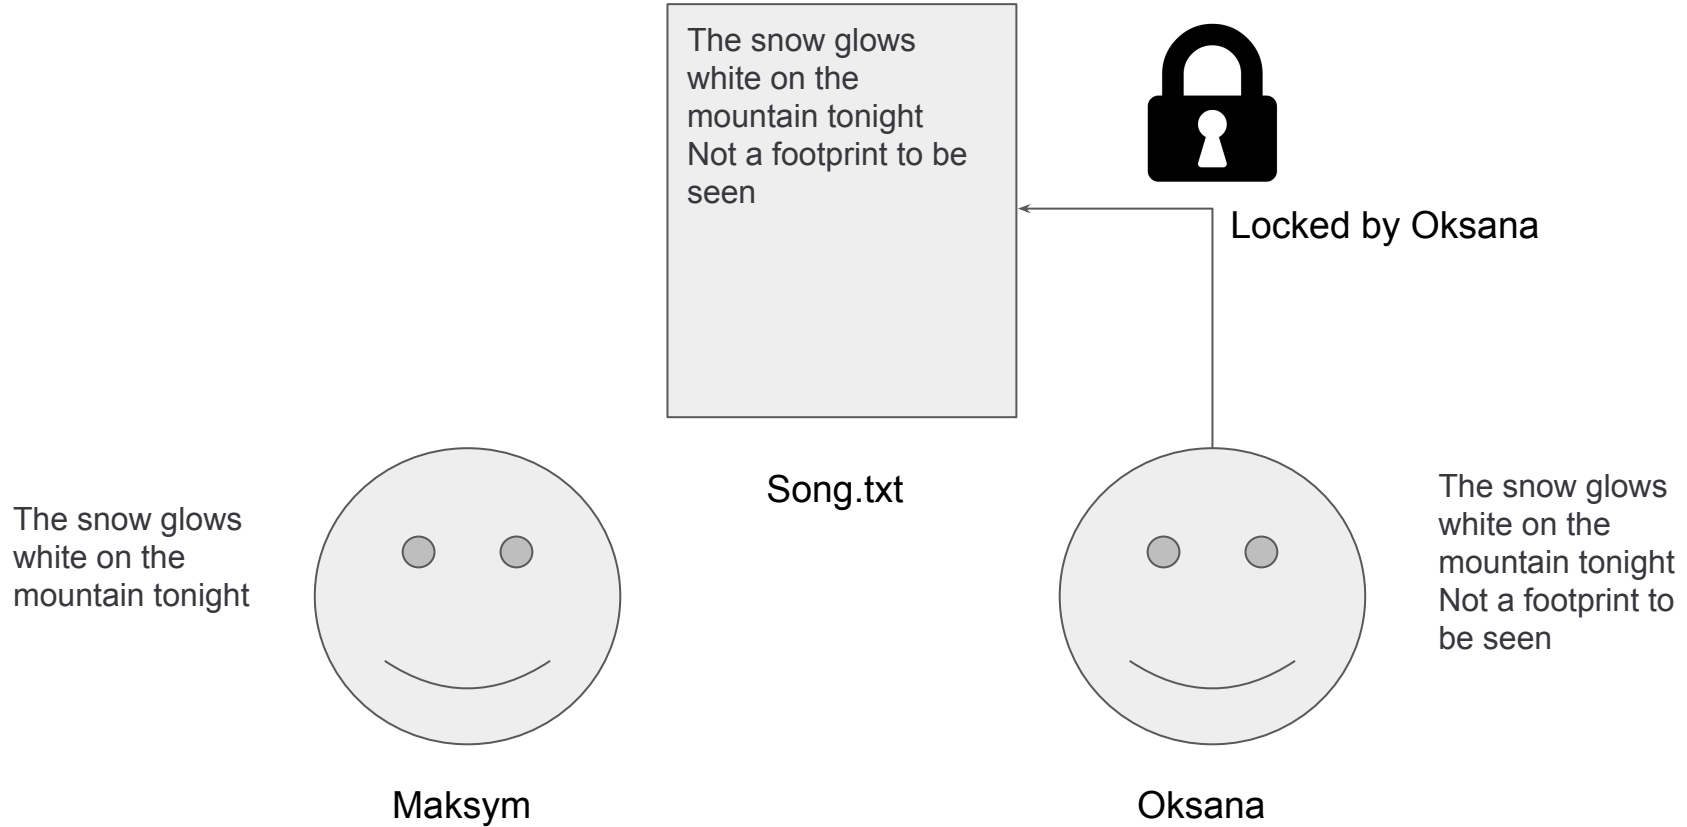 The snow glows
white on the
mountain tonight
Not a footprint to be
seen
Locked by Oksana
Song.txt
The snow glows
white on the
mountain tonight
The snow glows
white on the
mountain tonight
Not a footprint to
be seen
Maksym
Oksana